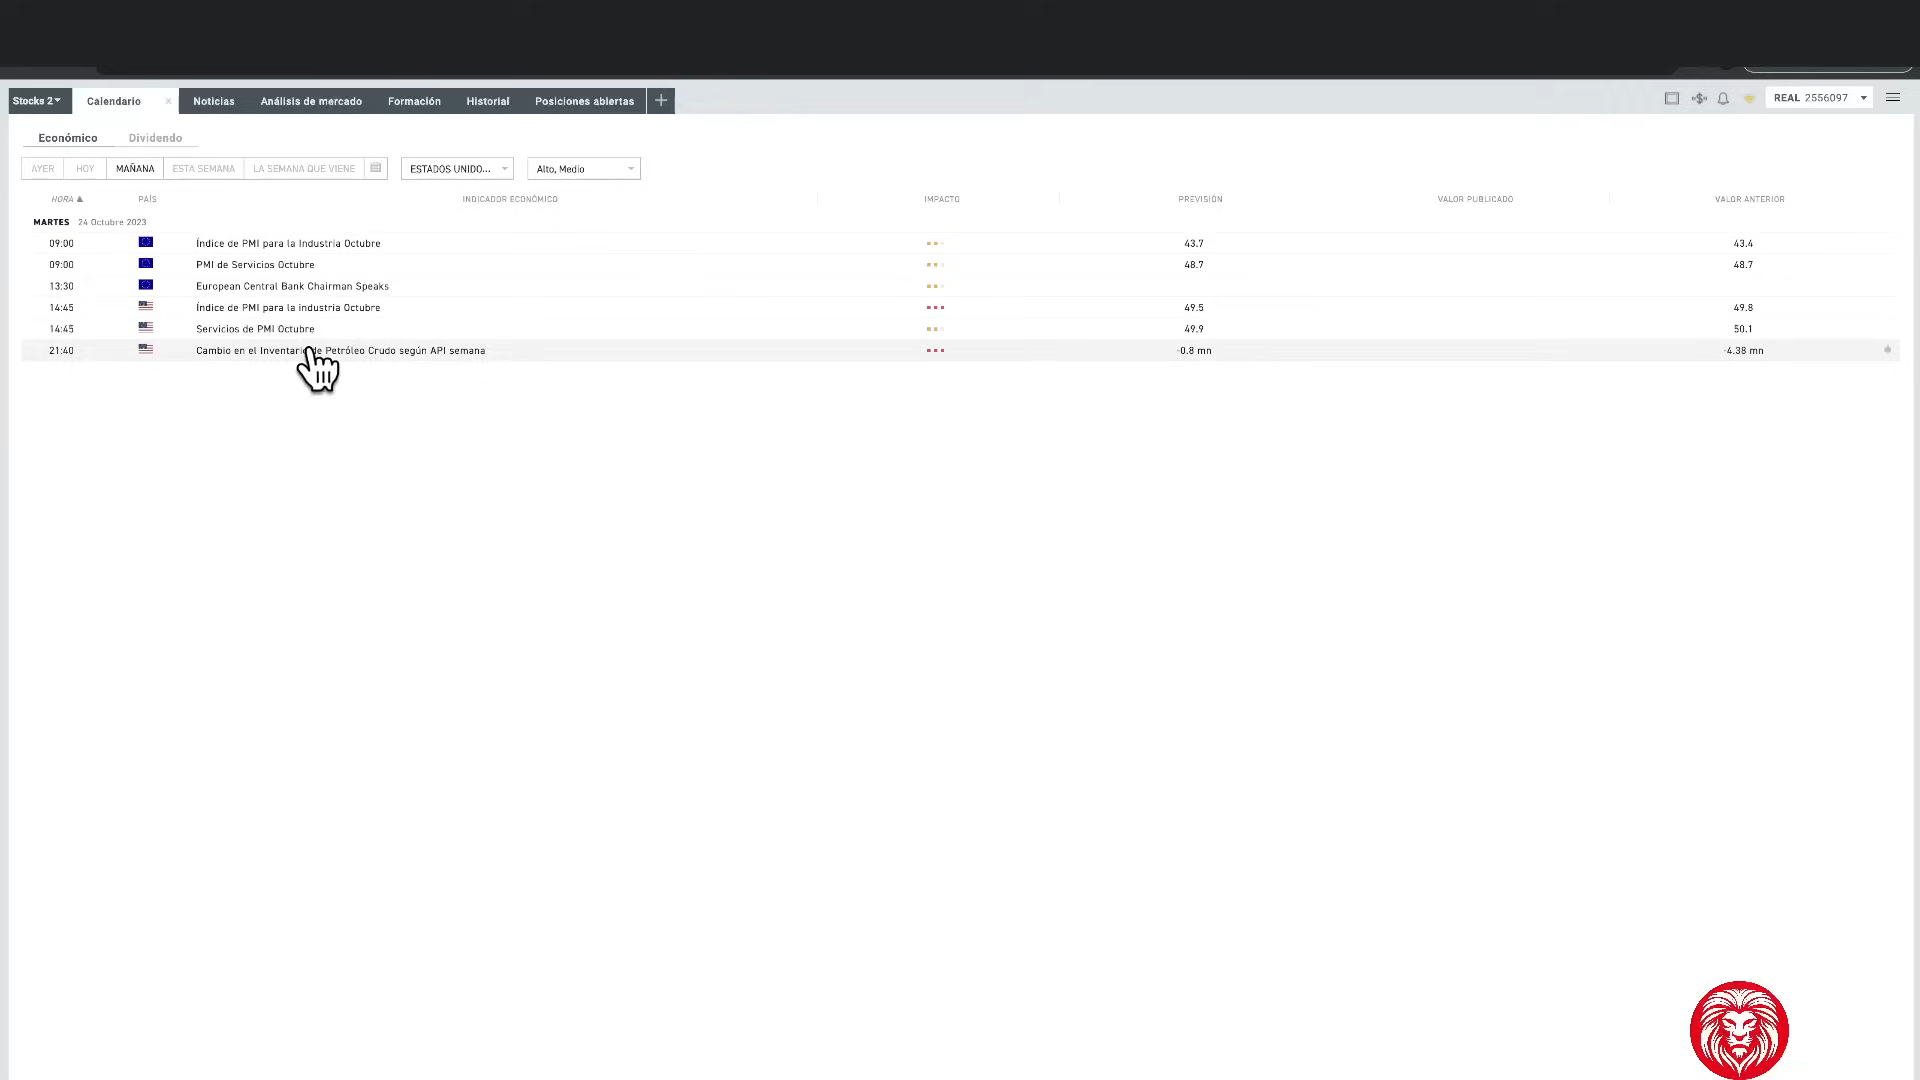 Stocks 2 Calendario × Noticias Análisis de mercado Formación Historial Posiciones abiertas + REAL 2556097
Económico Dividendo
AYER HOY MAÑANA ESTA SEMANA LA SEMANA QUE VIENE ESTADOS UNIDO... Alto, Medio
HORA ▲ PAÍS INDICADOR ECONÓMICO IMPACTO PREVISIÓN VALOR PUBLICADO VALOR ANTERIOR
MARTES 24 Octubre 2023
09:00 Índice de PMI para la Industria Octubre 43.7 43.4
09:00 PMI de Servicios Octubre 48.7 48.7
13:30 European Central Bank Chairman Speaks
14:45 Índice de PMI para la industria Octubre 49.5 49.8
14:45 Servicios de PMI Octubre 49.9 50.1
21:40 Cambio en el Inventario de Petróleo Crudo según API semana -0.8 mn -4.38 mn